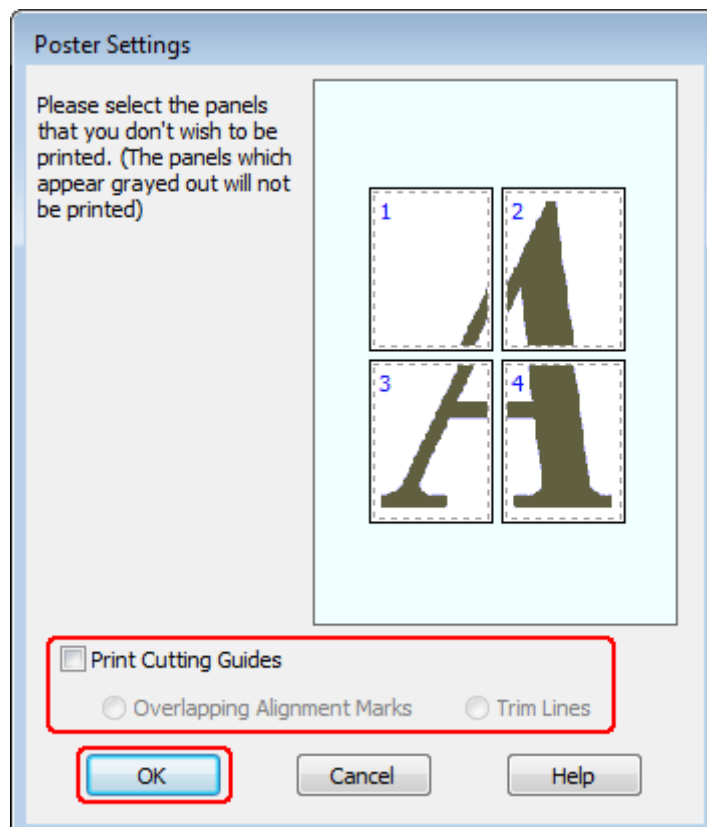 Poster Settings
Please select the panels
that you don't wish to be
printed. (The panels which
appear grayed out will not
be printed)
1
2
A
3
4
Print Cutting Guides
Overlapping Alignment Marks
Trim Lines
OK
Cancel
Help